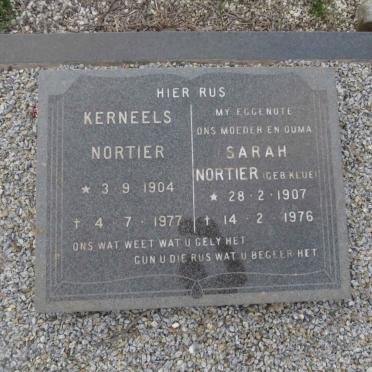 HIER RUS
KERNEELS
NORTIER
* 3·9·1904
† 4·7·1977
MY EGGENOTE
ONS MOEDER EN OUMA
SARAH
NORTIER (GEB KLUE)
* 28·2·1907
† 14·2·1976
ONS WAT WEET WAT U GELY HET
GUN U DIE RUS WAT U BEGEER HET